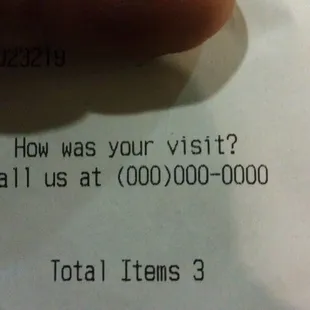 How was your visit?
all us at (000)000-0000
Total Items 3